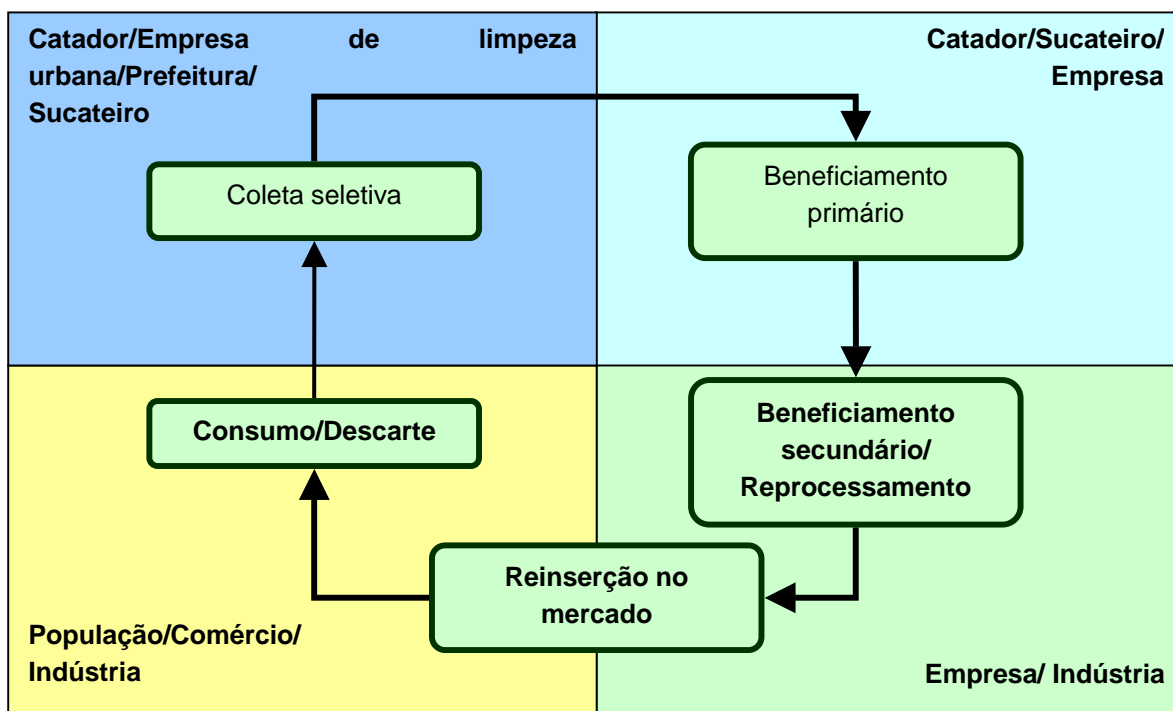 Catador/Empresa de limpeza
urbana/Prefeitura/
Sucateiro
Catador/Sucateiro/
Empresa
Coleta seletiva
Beneficiamento
primário
Consumo/Descarte
Beneficiamento
secundário/
Reprocessamento
Reinserção no
mercado
População/Comércio/
Indústria
Empresa/ Indústria